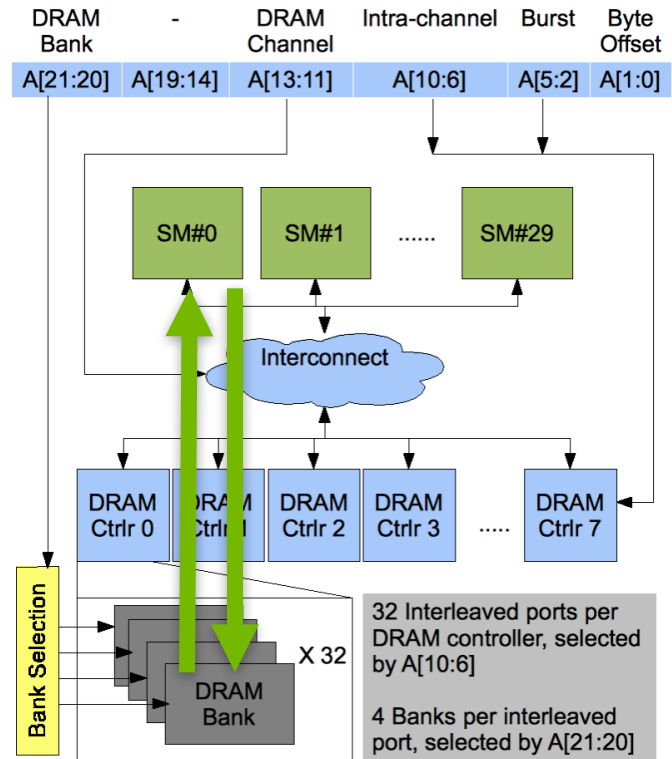 DRAM Bank
-
DRAM Channel
Intra-channel
Burst
Byte Offset
A[21:20]
A[19:14]
A[13:11]
A[10:6]
A[5:2]
A[1:0]
SM#0
SM#1
......
SM#29
Interconnect
DRAM
Ctrlr 0
DRAM
Ctrlr 1
DRAM
Ctrlr 2
DRAM
Ctrlr 3
.....
DRAM
Ctrlr 7
Bank Selection
X 32
DRAM
Bank
32 Interleaved ports per
DRAM controller, selected
by A[10:6]
4 Banks per interleaved
port, selected by A[21:20]